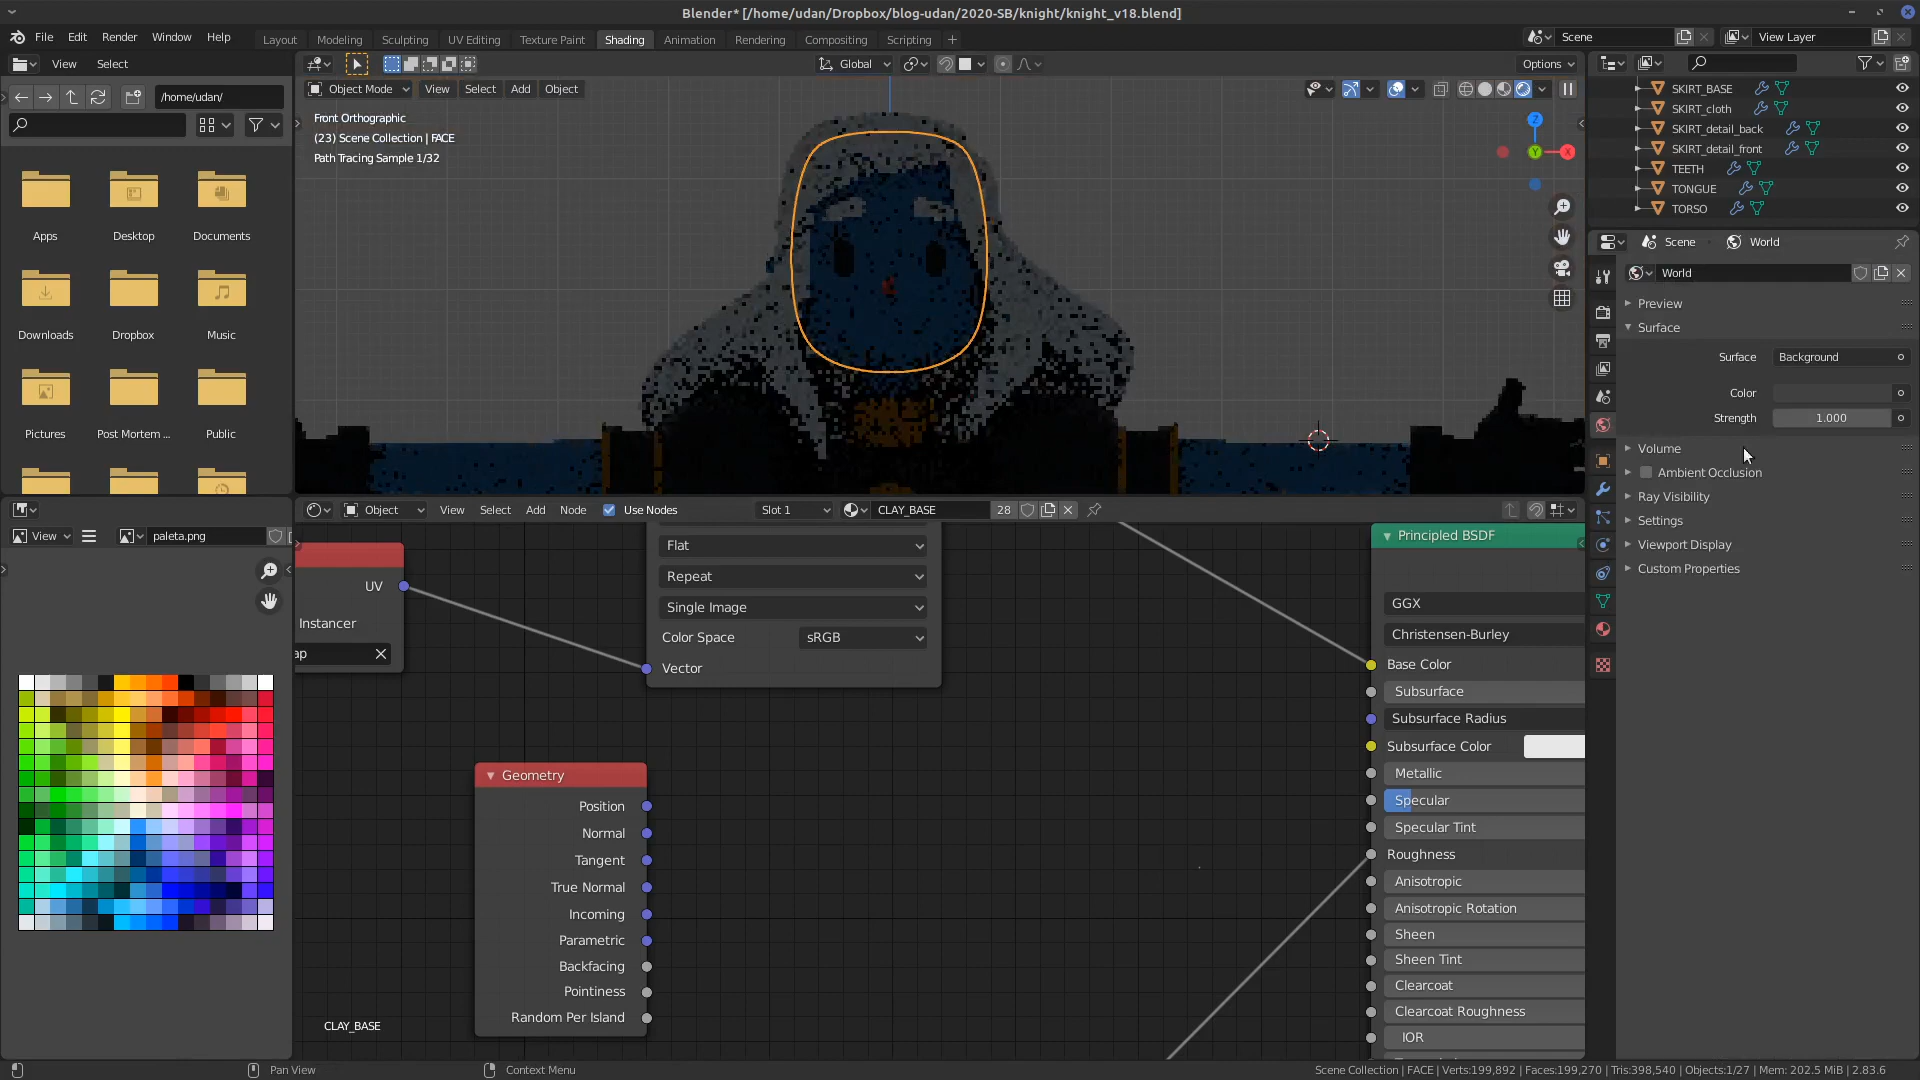 Blender* [/home/udan/Dropbox/blog-udan/2020-SB/knight/knight_v18.blend]
File Edit Render Window Help
Layout Modeling Sculpting UV Editing Texture Paint Shading Animation Rendering Compositing Scripting +
Scene
View Layer
View Select
Global
Options
/home/udan/
Object Mode View Select Add Object
Front Orthographic
(23) Scene Collection | FACE
Path Tracing Sample 1/32
Z
Y
X
SKIRT_BASE
SKIRT_cloth
SKIRT_detail_back
SKIRT_detail_front
TEETH
TONGUE
TORSO
Apps Desktop Documents
Downloads Dropbox Music
Pictures Post Mortem ... Public
Scene World
World
Preview
Surface
Surface Background
Color
Strength 1.000
Volume
Ambient Occlusion
Ray Visibility
Settings
Viewport Display
Custom Properties
View paleta.png
Object View Select Add Node Use Nodes Slot 1 CLAY_BASE 28
UV
Instancer
ap
Flat
Repeat
Single Image
Color Space sRGB
Vector
Geometry
Position
Normal
Tangent
True Normal
Incoming
Parametric
Backfacing
Pointiness
Random Per Island
CLAY_BASE
Principled BSDF
GGX
Christensen-Burley
Base Color
Subsurface
Subsurface Radius
Subsurface Color
Metallic
Specular
Specular Tint
Roughness
Anisotropic
Anisotropic Rotation
Sheen
Sheen Tint
Clearcoat
Clearcoat Roughness
IOR
Pan View
Context Menu
Scene Collection | FACE | Verts:199,892 | Faces:199,270 | Tris:398,540 | Objects:1/27 | Mem: 202.5 MiB | 2.83.6